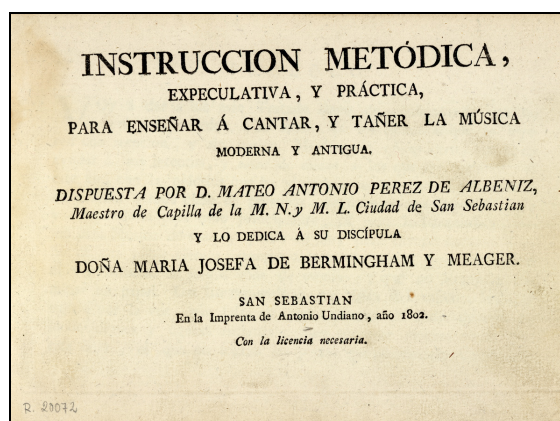 INSTRUCCION METÓDICA,
EXPECULATIVA, Y PRÁCTICA,
PARA ENSEÑAR Á CANTAR, Y TAÑER LA MÚSICA
MODERNA Y ANTIGUA.
DISPUESTA POR D. MATEO ANTONIO PEREZ DE ALBENIZ,
Maestro de Capilla de la M. N. y M. L. Ciudad de San Sebastian
Y LO DEDICA Á SU DISCÍPULA
DOÑA MARIA JOSEFA DE BERMINGHAM Y MEAGER.
SAN SEBASTIAN
En la Imprenta de Antonio Undiano, año 1802.
Con la licencia necesaria.
R. 20072